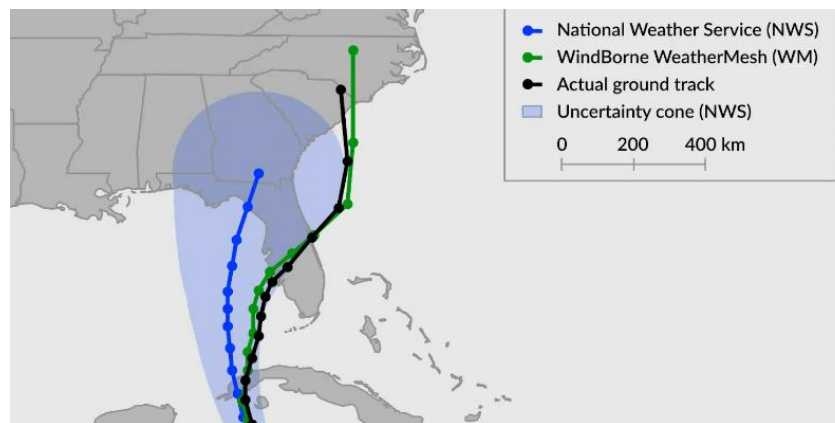 National Weather Service (NWS)
WindBorne WeatherMesh (WM)
Actual ground track
Uncertainty cone (NWS)
0 200 400 km